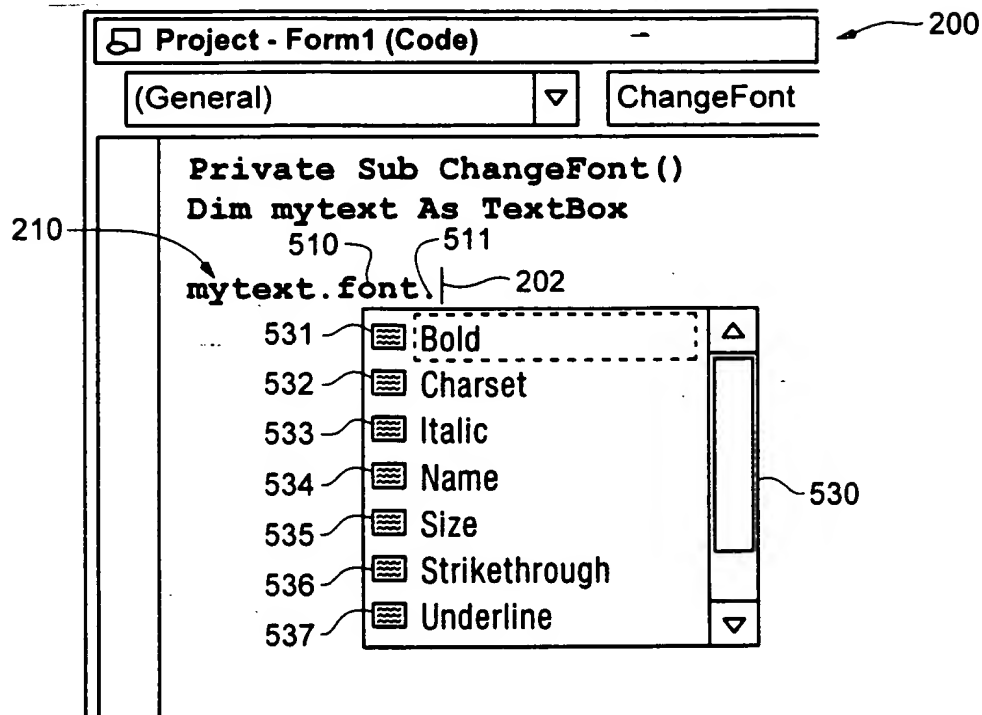 200
Project - Form1 (Code)
(General) ChangeFont
Private Sub ChangeFont()
Dim mytext As TextBox
210 510 511
mytext.font. 202
531 Bold
532 Charset
533 Italic
534 Name
530
535 Size
536 Strikethrough
537 Underline